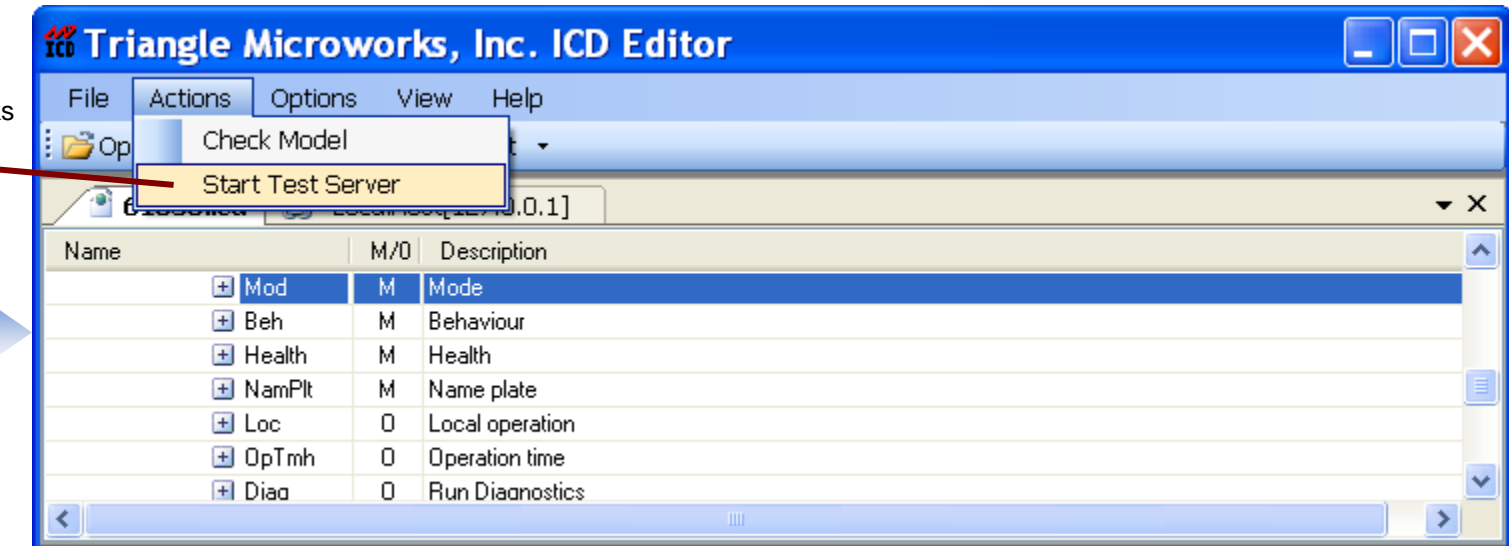 ICD Triangle Microworks, Inc. ICD Editor
File Actions Options View Help
Check Model
Start Test Server
Name M/O Description
Mod M Mode
Beh M Behaviour
Health M Health
NamPlt M Name plate
Loc O Local operation
OpTmh O Operation time
Diag O Run Diagnostics